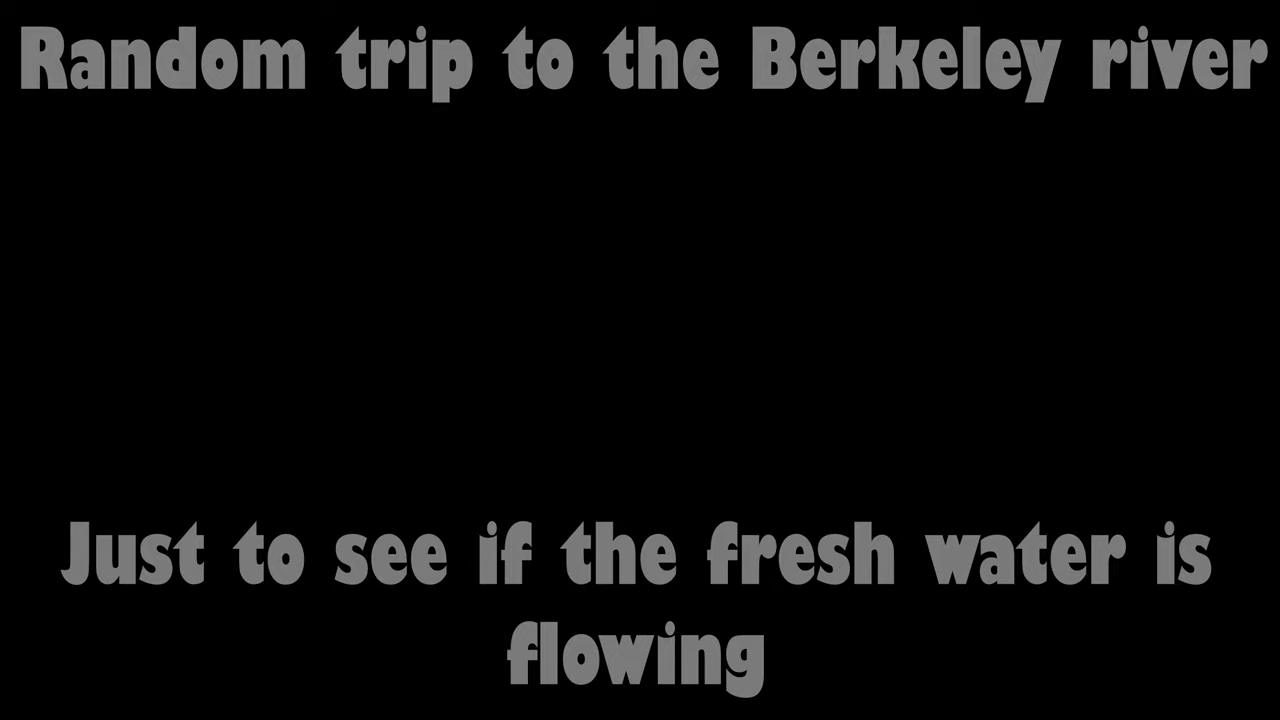 Random trip to the Berkeley river
Just to see if the fresh water is
flowing